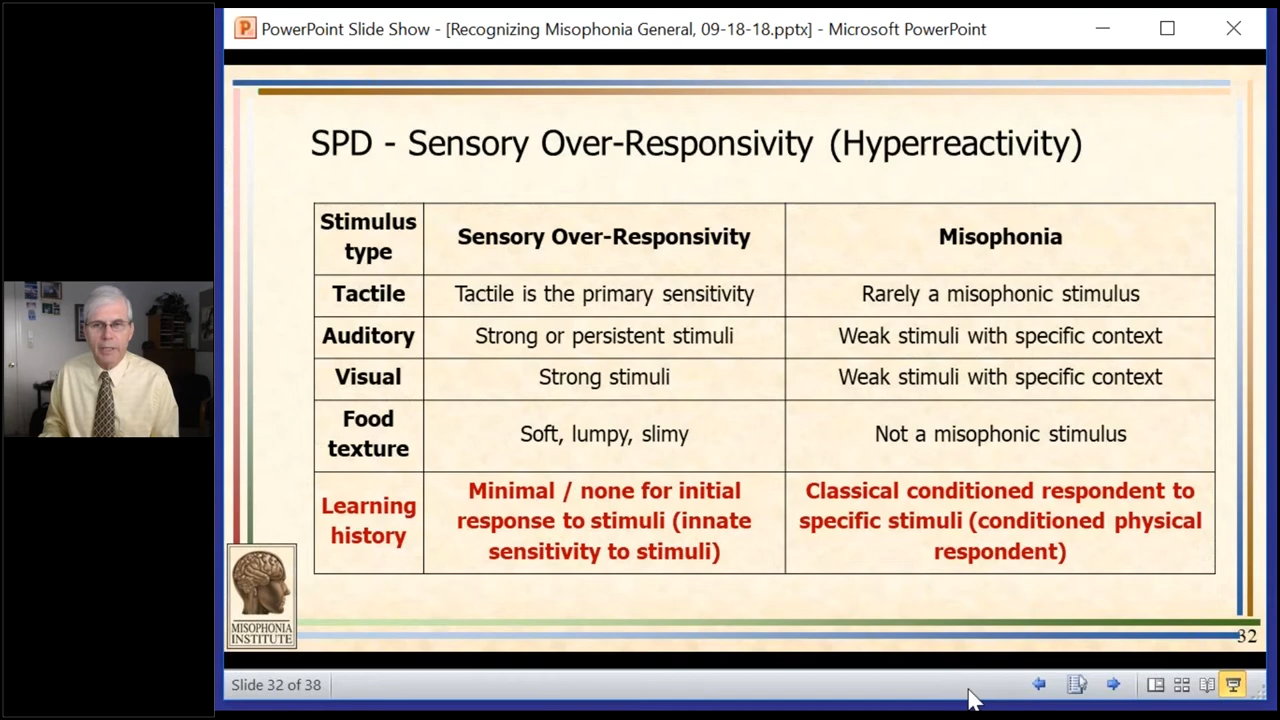 PowerPoint Slide Show - [Recognizing Misophonia General, 09-18-18.pptx] - Microsoft PowerPoint
SPD - Sensory Over-Responsivity (Hyperreactivity)
Stimulus
type
Sensory Over-Responsivity
Misophonia
Tactile
Tactile is the primary sensitivity
Rarely a misophonic stimulus
Auditory
Strong or persistent stimuli
Weak stimuli with specific context
Visual
Strong stimuli
Weak stimuli with specific context
Food
texture
Soft, lumpy, slimy
Not a misophonic stimulus
Learning
history
Minimal / none for initial
response to stimuli (innate
sensitivity to stimuli)
Classical conditioned respondent to
specific stimuli (conditioned physical
respondent)
MISOPHONIA
INSTITUTE
32
Slide 32 of 38